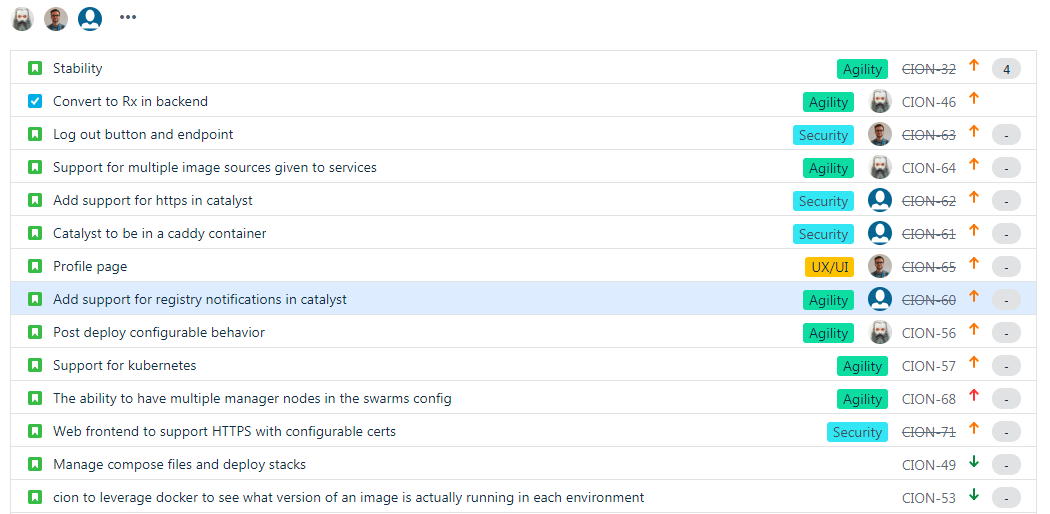 Stability Agility CION-32 4
Convert to Rx in backend Agility CION-46
Log out button and endpoint Security CION-63 -
Support for multiple image sources given to services Agility CION-64 -
Add support for https in catalyst Security CION-62 -
Catalyst to be in a caddy container Security CION-61 -
Profile page UX/UI CION-65 -
Add support for registry notifications in catalyst Agility CION-60 -
Post deploy configurable behavior Agility CION-56 -
Support for kubernetes Agility CION-57 -
The ability to have multiple manager nodes in the swarms config Agility CION-68 -
Web frontend to support HTTPS with configurable certs Security CION-71 -
Manage compose files and deploy stacks CION-49 -
cion to leverage docker to see what version of an image is actually running in each environment CION-53 -